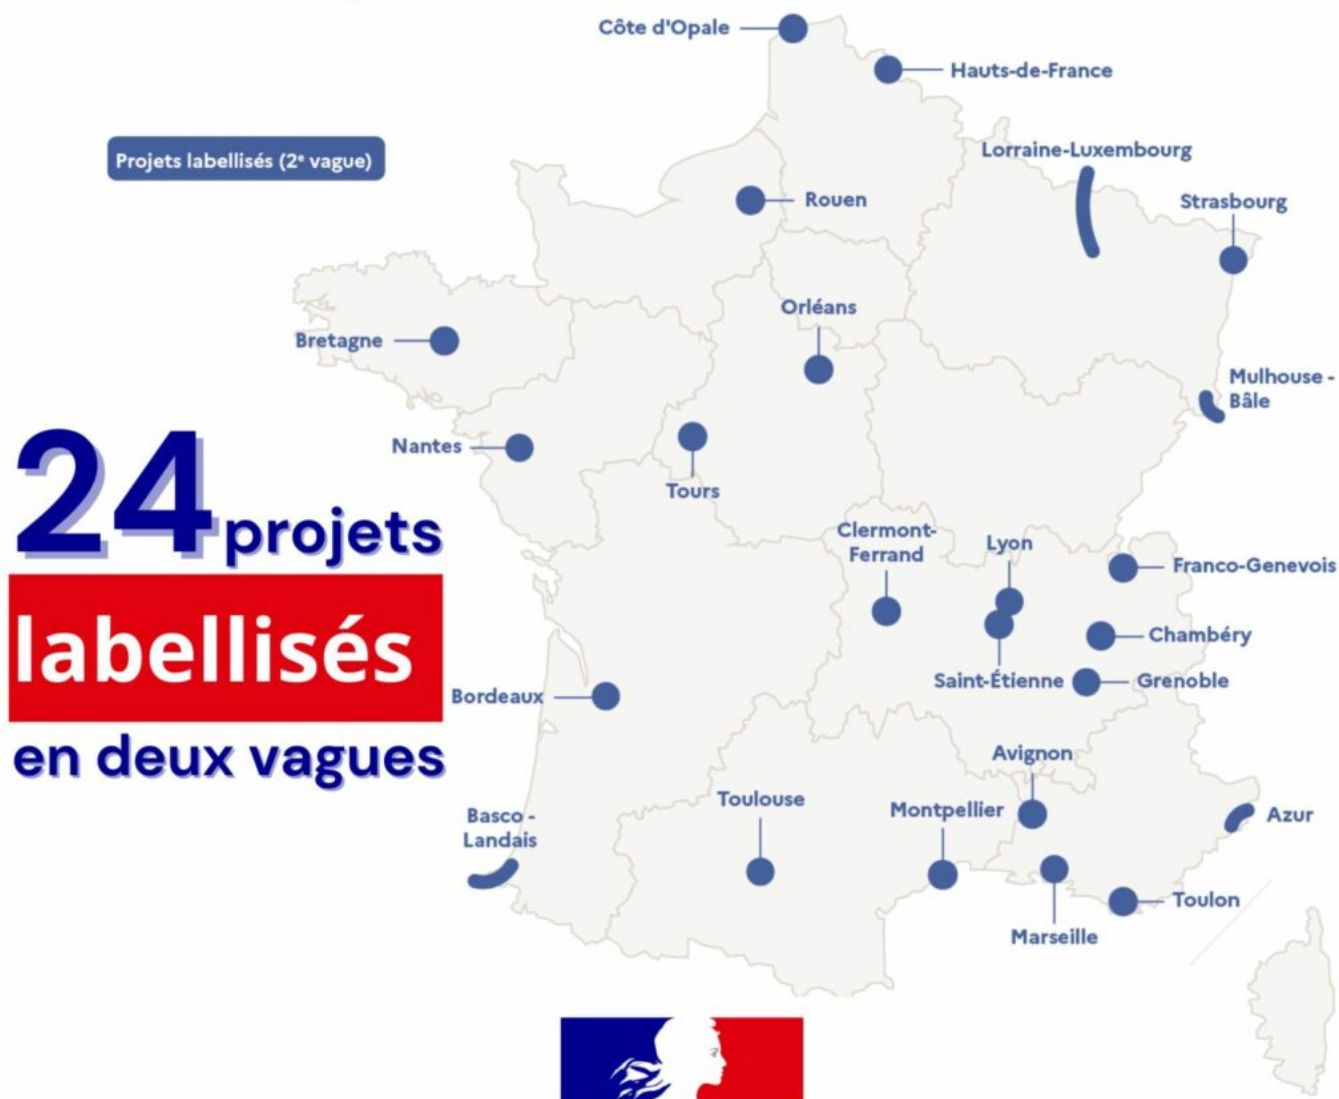 Côte d'Opale
Hauts-de-France
Projets labellisés (2ᵉ vague)
Lorraine-Luxembourg
Rouen
Strasbourg
Orléans
Bretagne
Mulhouse -
Bâle
Nantes
Tours
24 projets
labellisés
en deux vagues
Clermont-
Ferrand
Lyon
Franco-Genevois
Chambéry
Saint-Étienne
Grenoble
Bordeaux
Avignon
Toulouse
Montpellier
Azur
Basco -
Landais
Toulon
Marseille